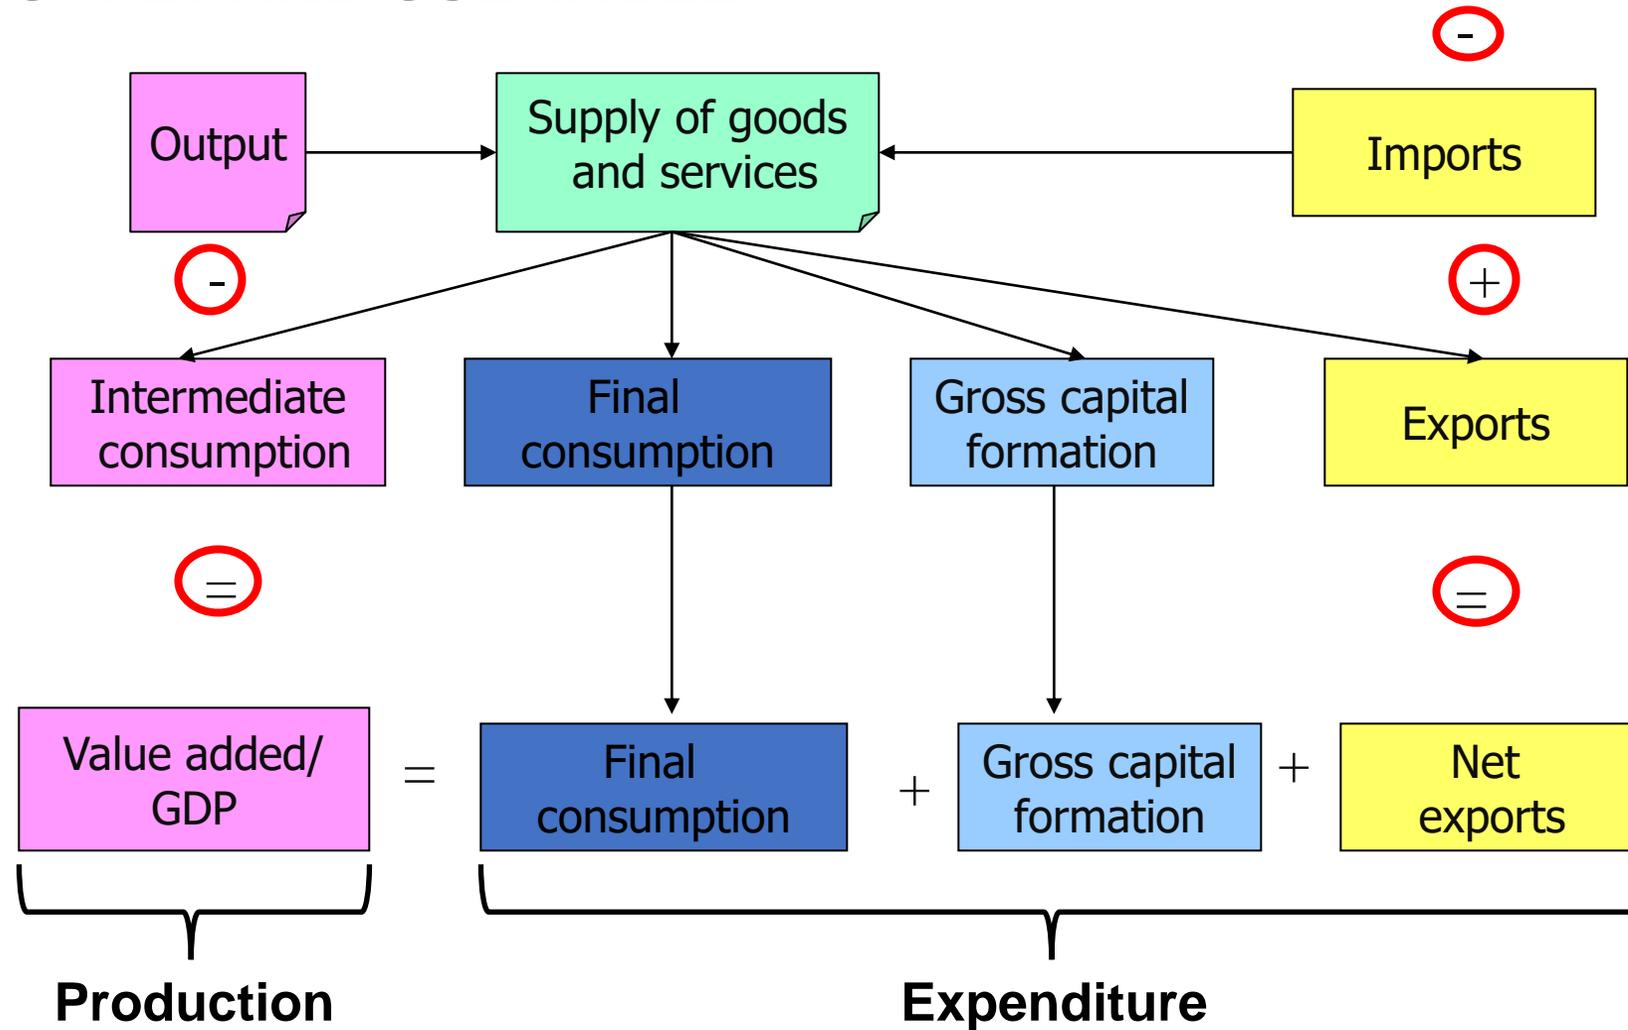 -
Output
Supply of goods
and services
Imports
-
+
Intermediate
consumption
Final
consumption
Gross capital
formation
Exports
=
=
Value added/
GDP
=
Final
consumption
+
Gross capital
formation
+
Net
exports
Production
Expenditure